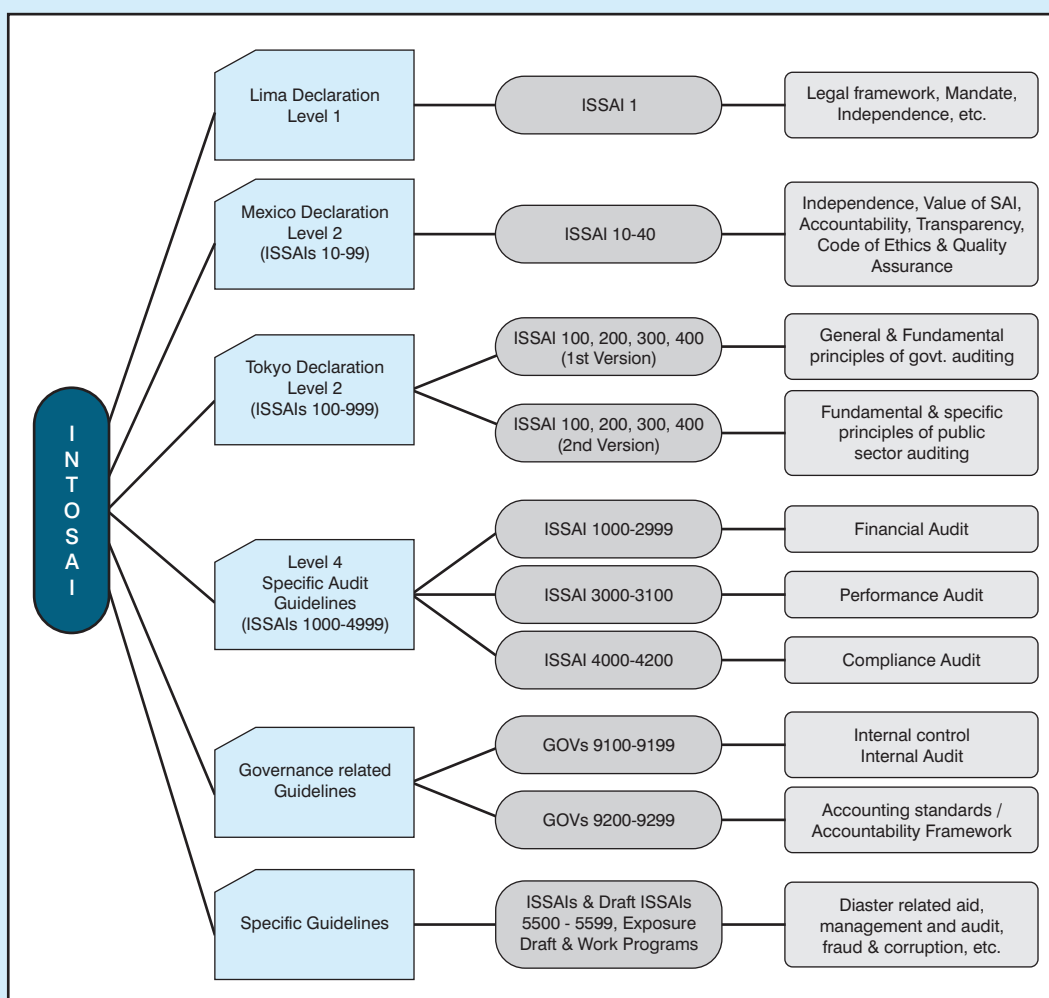 INTOSAI
Lima Declaration
Level 1
ISSAI 1
Legal framework, Mandate,
Independence, etc.
Mexico Declaration
Level 2
(ISSAIs 10-99)
ISSAI 10-40
Independence, Value of SAI,
Accountability, Transparency,
Code of Ethics & Quality
Assurance
Tokyo Declaration
Level 2
(ISSAIs 100-999)
ISSAI 100, 200, 300, 400
(1st Version)
General & Fundamental
principles of govt. auditing
ISSAI 100, 200, 300, 400
(2nd Version)
Fundamental & specific
principles of public
sector auditing
Level 4
Specific Audit
Guidelines
(ISSAIs 1000-4999)
ISSAI 1000-2999
Financial Audit
ISSAI 3000-3100
Performance Audit
ISSAI 4000-4200
Compliance Audit
Governance related
Guidelines
GOVs 9100-9199
Internal control
Internal Audit
GOVs 9200-9299
Accounting standards /
Accountability Framework
Specific Guidelines
ISSAIs & Draft ISSAIs
5500 - 5599, Exposure
Draft & Work Programs
Diaster related aid,
management and audit,
fraud & corruption, etc.